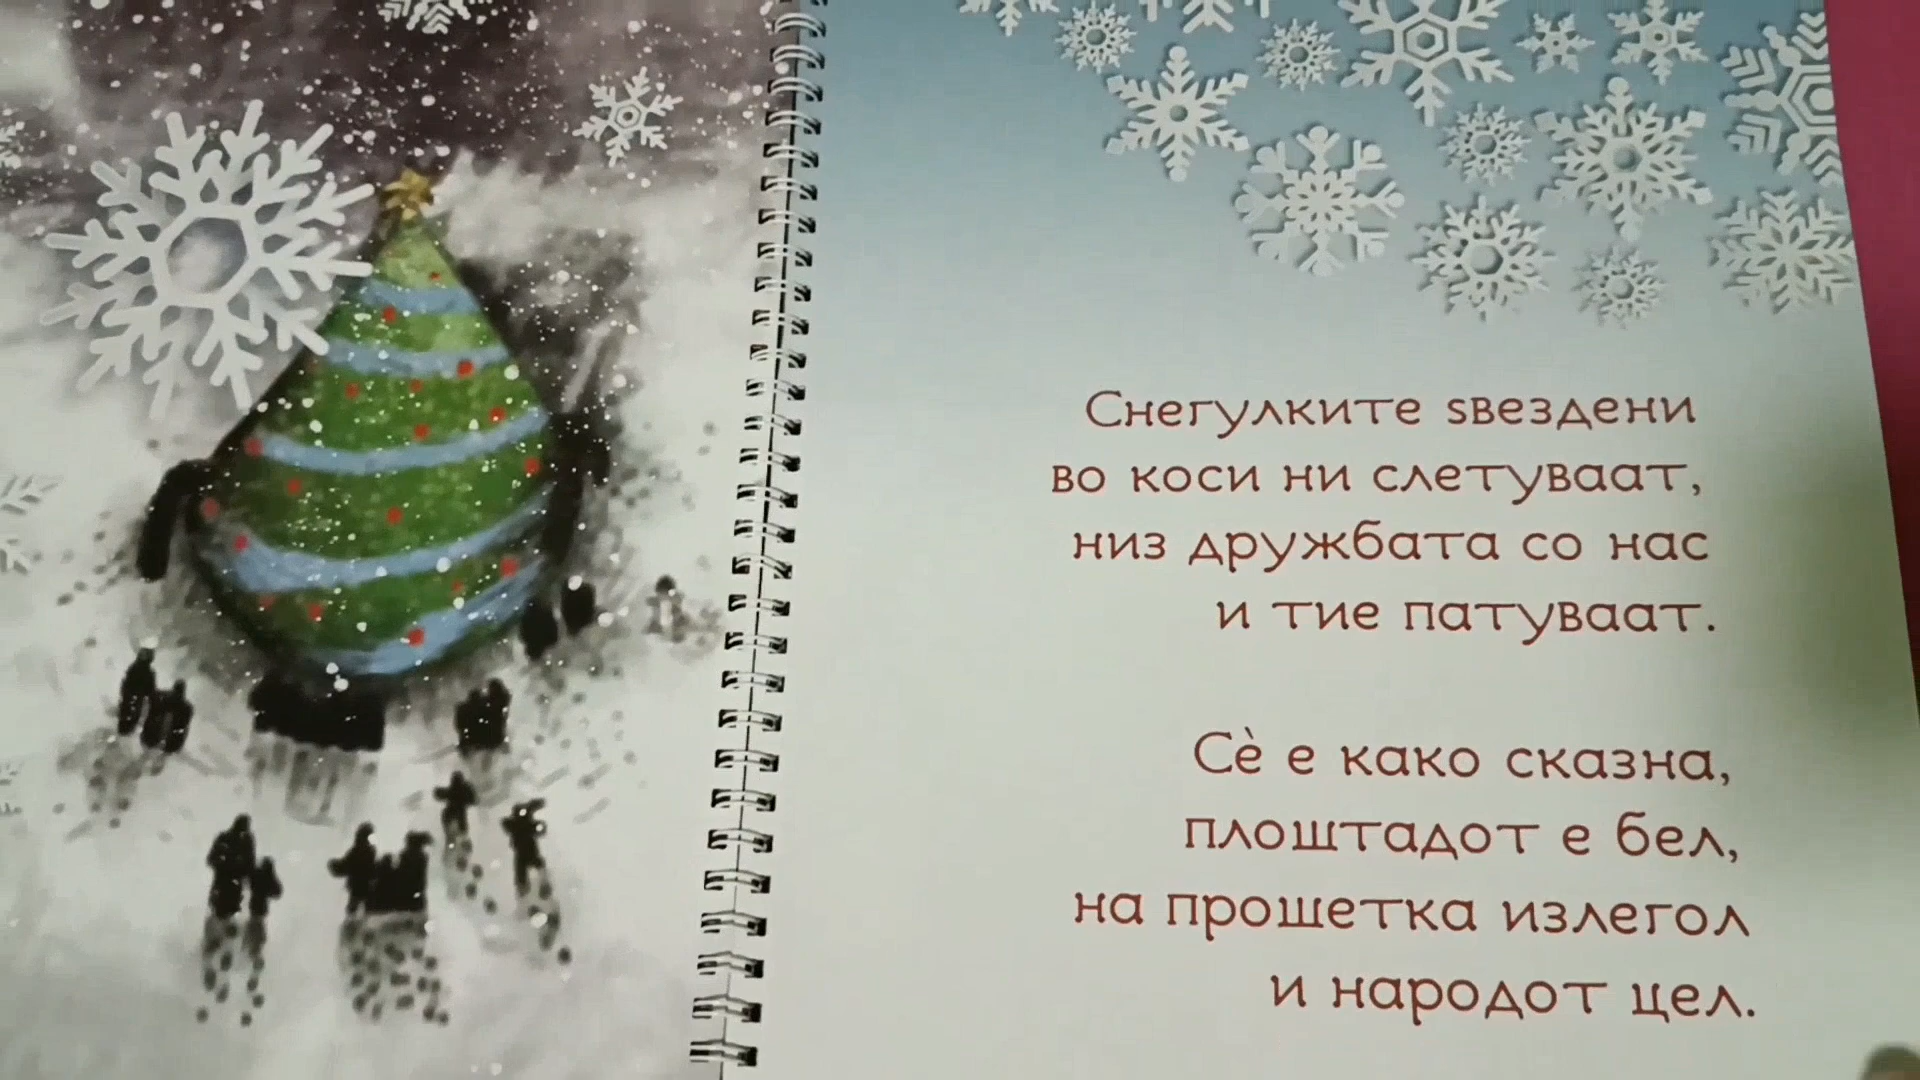 Снегулките ѕвездени
во коси ни слетуваат,
низ дружбата со нас
и тие патуваат.
Сѐ е како сказна,
плоштадот е бел,
на прошетка излегол
и народот цел.